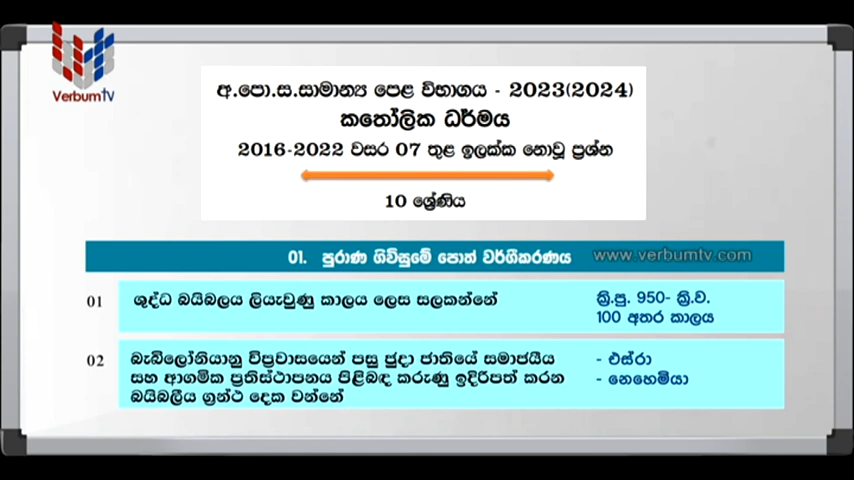 VerbumTV
අ.පො.ස.සාමාන්‍ය පෙළ විභාගය - 2023(2024)
කතෝලික ධර්මය
2016-2022 වසර 07 තුළ ඉලක්ක නොවූ ප්‍රශ්න
10 ශ්‍රේණිය
01. පුරාණ ගිවිසුමේ පොත් වර්ගීකරණය www.verbumtv.com
01 ශුද්ධ බයිබලය ලියැවුණු කාලය ලෙස සලකන්නේ ක්‍රි.පූ. 950- ක්‍රි.ව.
100 අතර කාලය
02 බැබිලෝනියානු විප්‍රවාසයෙන් පසු ජුදා ජාතියේ සමාජයීය - එස්රා
සහ ආගමික ප්‍රතිස්ථාපනය පිළිබඳ කරුණු ඉදිරිපත් කරන - නෙහෙමියා
බයිබලීය ග්‍රන්ථ දෙක වන්නේ